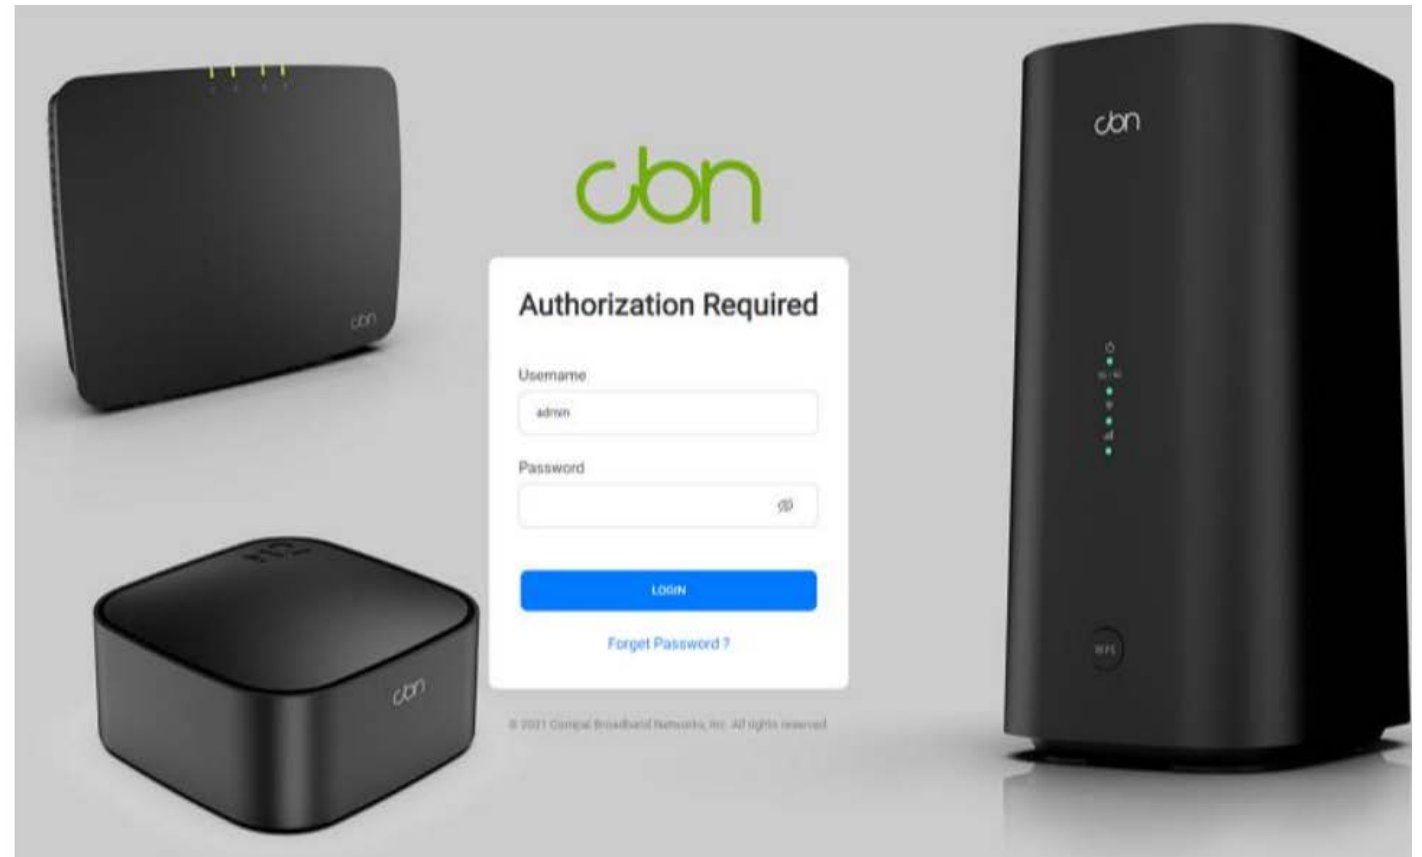 cbn
cbn
cbn
Authorization Required
Username
admin
Password
LOGIN
Forget Password ?
cbn
WPS
© 2021 Compal Broadband Networks, Inc. All rights reserved